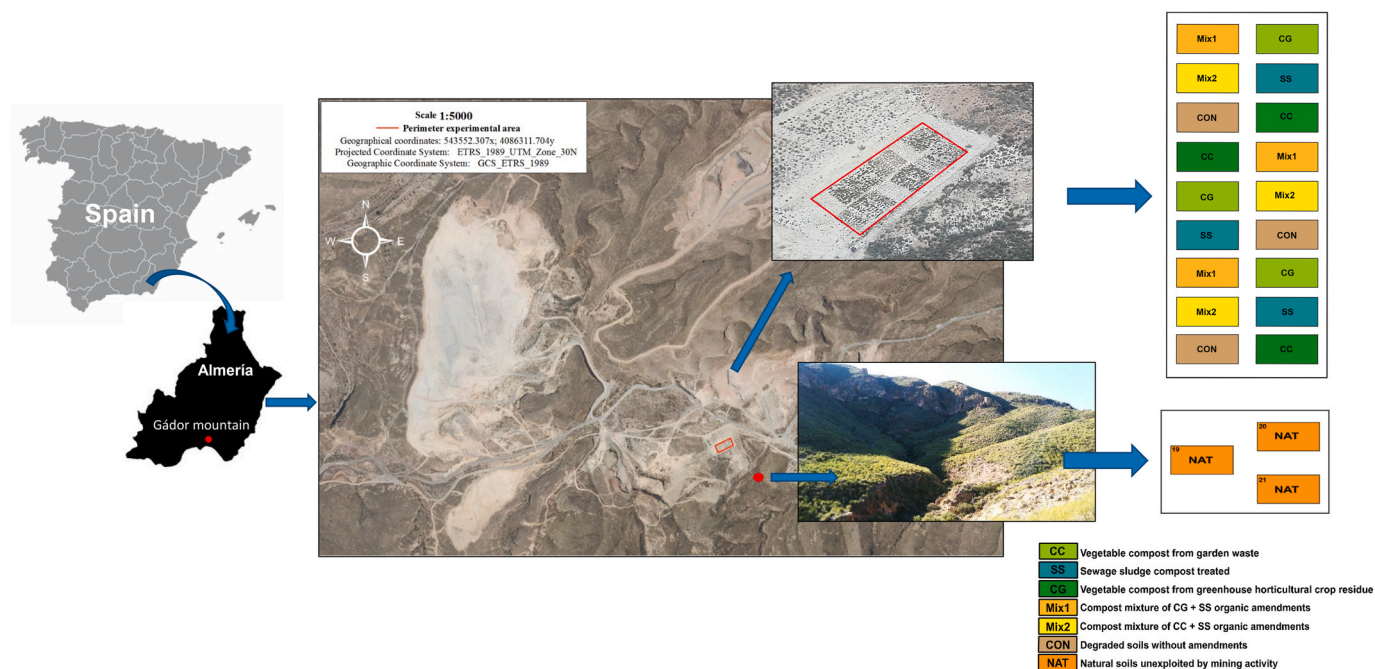 Spain
Almería
Gádor mountain
Scale 1:5000
Perimeter experimental area
Geographical coordinates: 543552.307x; 4086311.704y
Projected Coordinate System: ETRS_1989_UTM_Zone_30N
Geographic Coordinate System: GCS_ETRS_1989
N
W E
S
Mix1 CG
Mix2 SS
CON CC
CC Mix1
CG Mix2
SS CON
Mix1 CG
Mix2 SS
CON CC
20
NAT
19
NAT
21
NAT
CC Vegetable compost from garden waste
SS Sewage sludge compost treated
CG Vegetable compost from greenhouse horticultural crop residue
Mix1 Compost mixture of CG + SS organic amendments
Mix2 Compost mixture of CC + SS organic amendments
CON Degraded soils without amendments
NAT Natural soils unexploited by mining activity